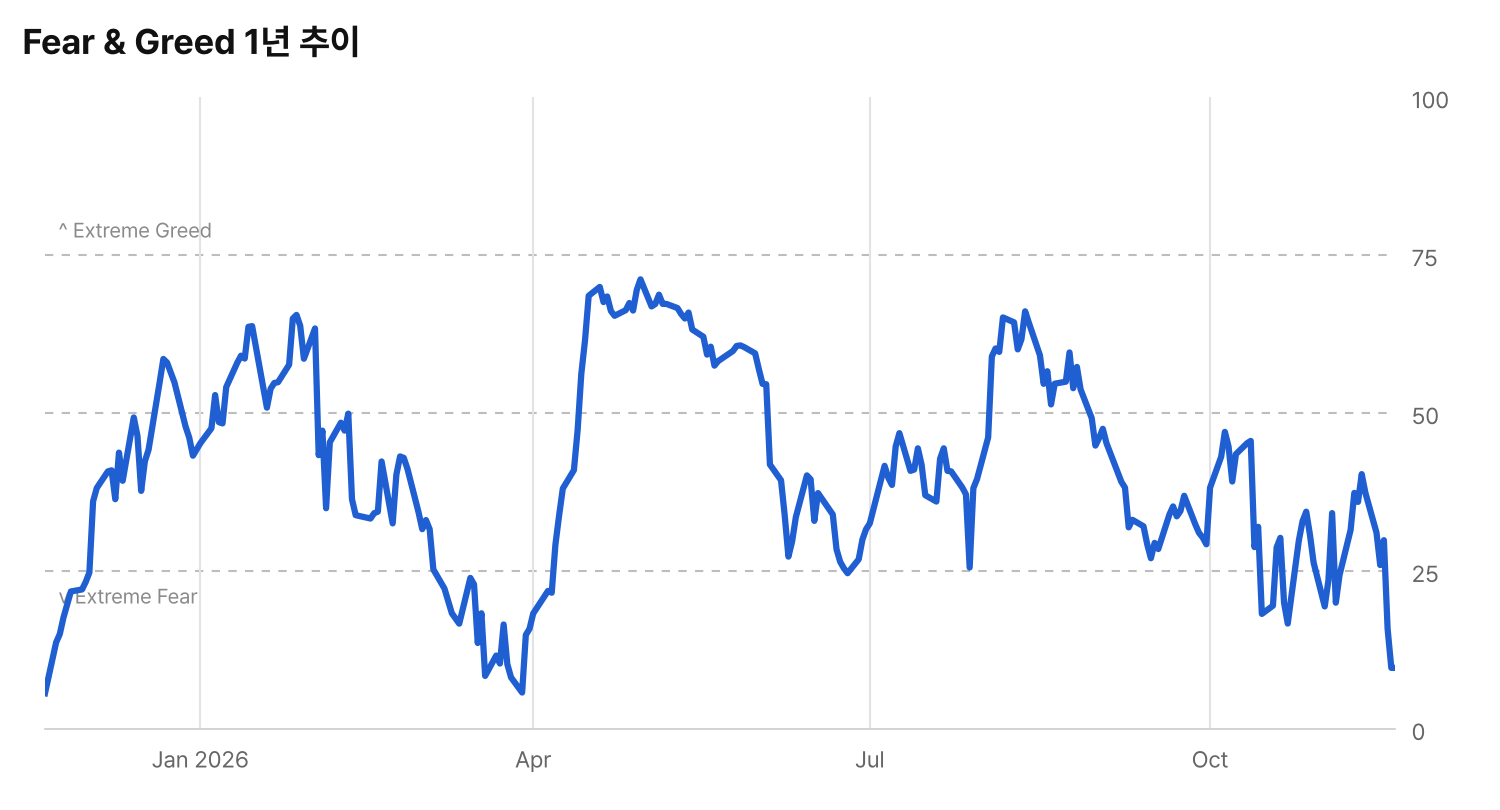 Fear & Greed 1년 추이
100
^ Extreme Greed
75
50
25
v Extreme Fear
0
Jan 2026
Apr
Jul
Oct